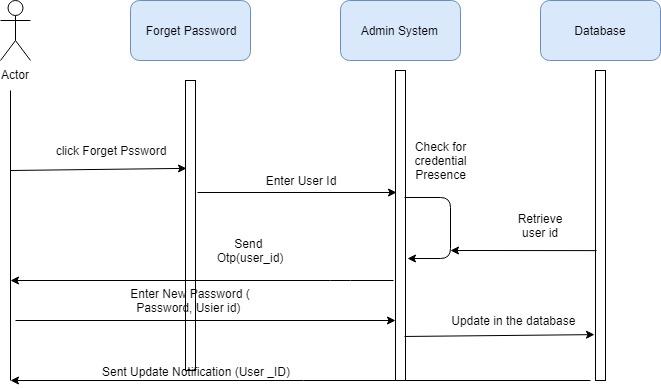 Forget Password
Admin System
Database
Actor
click Forget Pssword
Check for
credential
Presence
Enter User Id
Retrieve
user id
Send
Otp(user_id)
Enter New Password (
Password, Usier id)
Update in the database
Sent Update Notification (User _ID)